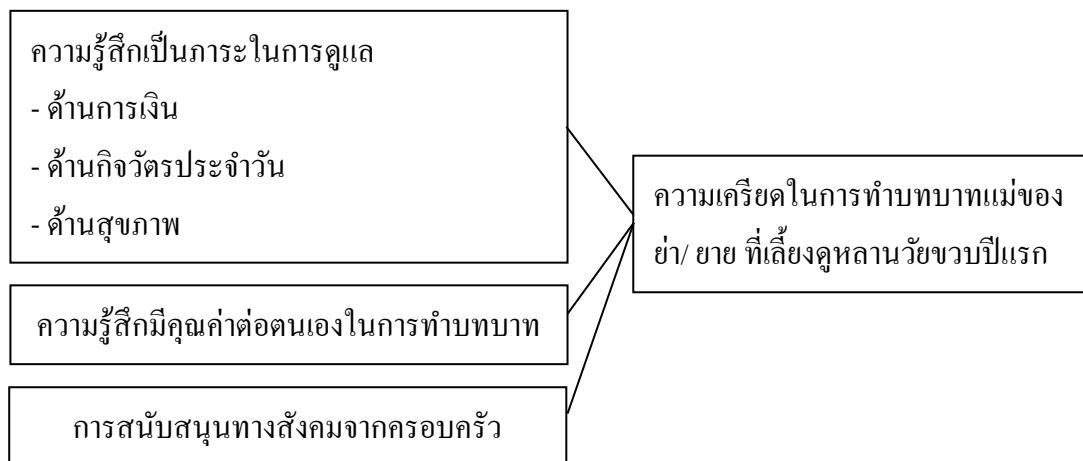 ความรู้สึกเป็นภาระในการดูแล
- ด้านการเงิน
- ด้านกิจวัตรประจำวัน
- ด้านสุขภาพ
ความเครียดในการทำบทบาทแม่ของ
ย่า/ ยาย ที่เลี้ยงดูหลานวัยขวบปีแรก
ความรู้สึกมีคุณค่าต่อตนเองในการทำบทบาท
การสนับสนุนทางสังคมจากครอบครัว